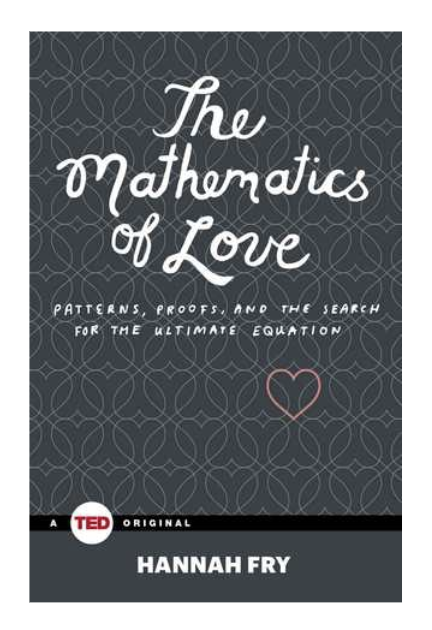 The
Mathematics
of Love
PATTERNS, PROOFS, AND THE SEARCH
FOR THE ULTIMATE EQUATION
A TED ORIGINAL
HANNAH FRY